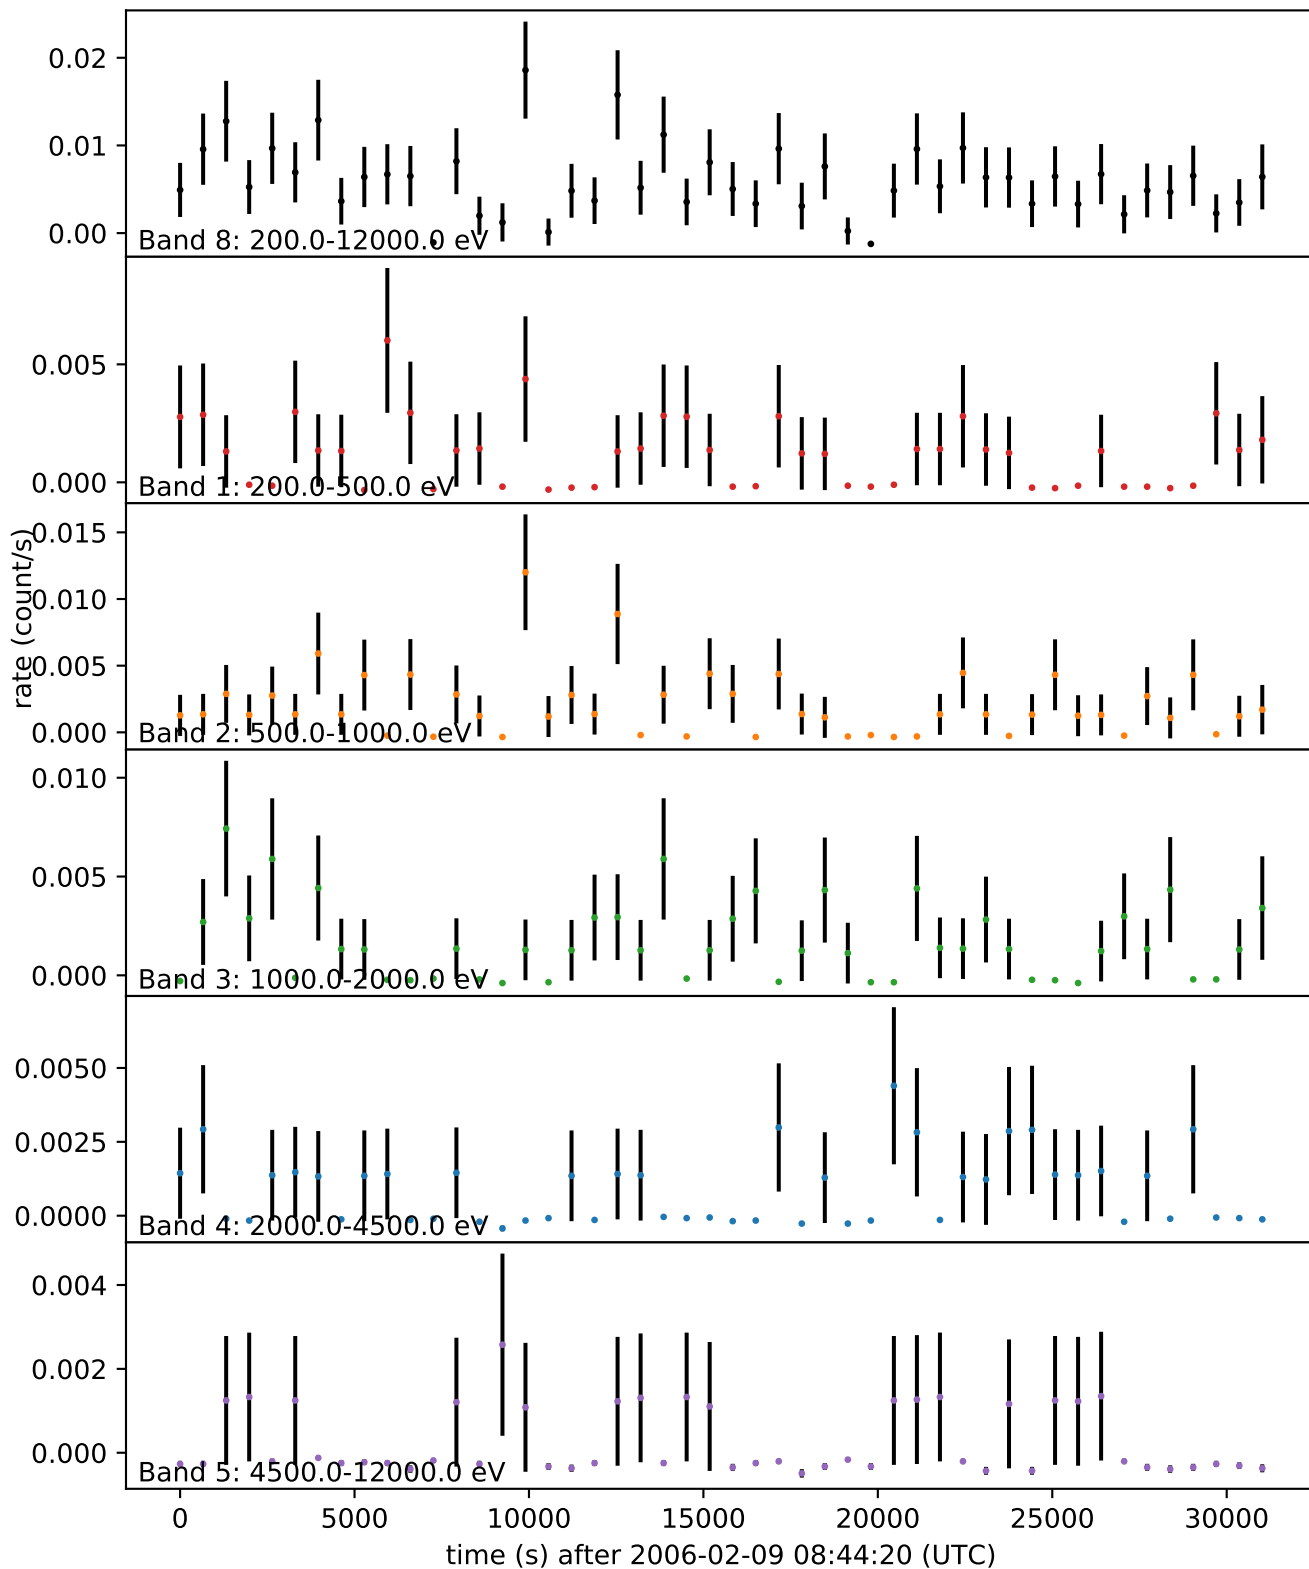 0.02
0.01
0.00
Band 8: 200.0-12000.0 eV
0.005
0.000
Band 1: 200.0-500.0 eV
rate (count/s)
0.015
0.010
0.005
0.000
Band 2: 500.0-1000.0 eV
0.010
0.005
0.000
Band 3: 1000.0-2000.0 eV
0.0050
0.0025
0.0000
Band 4: 2000.0-4500.0 eV
0.004
0.002
0.000
Band 5: 4500.0-12000.0 eV
0 5000 10000 15000 20000 25000 30000
time (s) after 2006-02-09 08:44:20 (UTC)